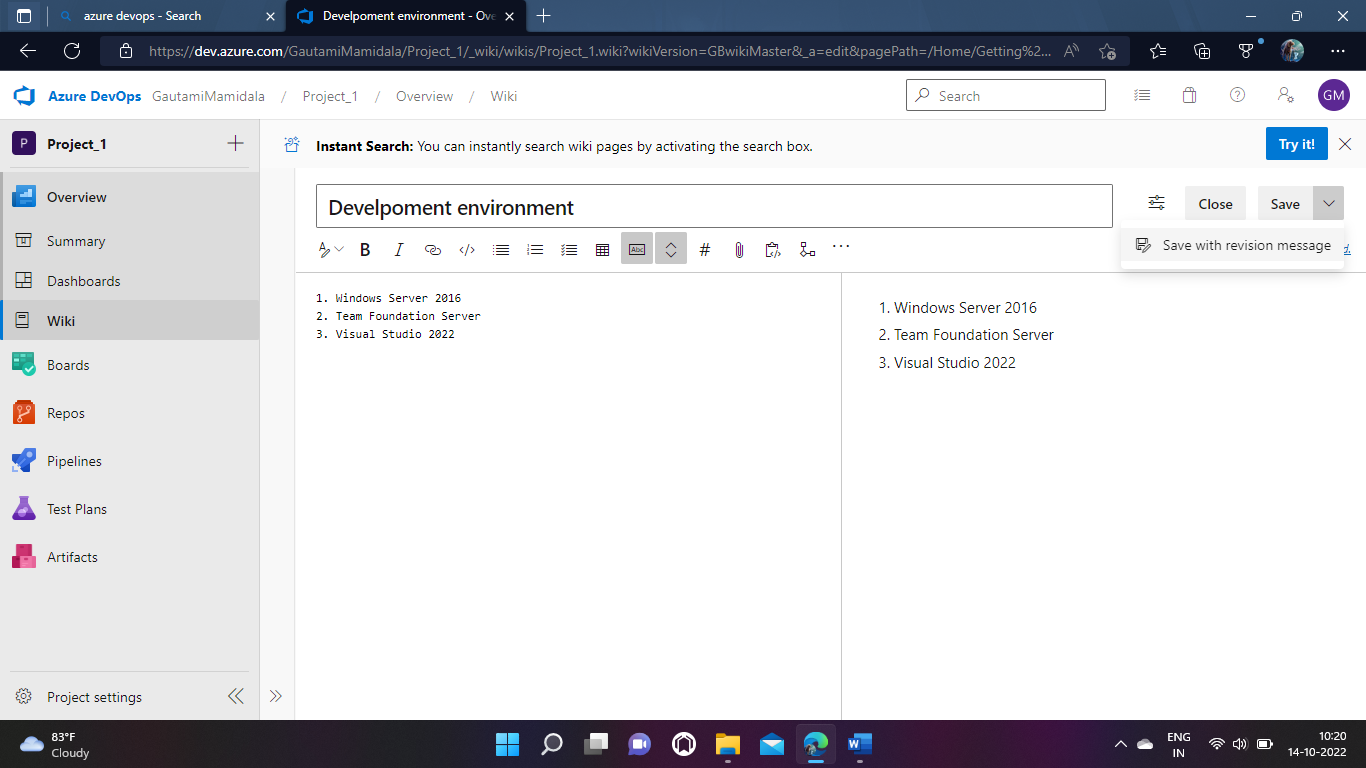 azure devops - Search
Develpoment environment - Ove
https://dev.azure.com/GautamiMamidala/Project_1/_wiki/wikis/Project_1.wiki?wikiVersion=GBwikiMaster&_a=edit&pagePath=/Home/Getting%2...
Azure DevOps GautamiMamidala / Project_1 / Overview / Wiki
Search
GM
P Project_1
Instant Search: You can instantly search wiki pages by activating the search box.
Try it!
Overview
Summary
Dashboards
Wiki
Boards
Repos
Pipelines
Test Plans
Artifacts
Project settings
Develpoment environment
Close
Save
Save with revision message
B I </> Abc # ···
d.
1. Windows Server 2016
2. Team Foundation Server
3. Visual Studio 2022
1. Windows Server 2016
2. Team Foundation Server
3. Visual Studio 2022
83°F
Cloudy
ENG
IN
10:20
14-10-2022